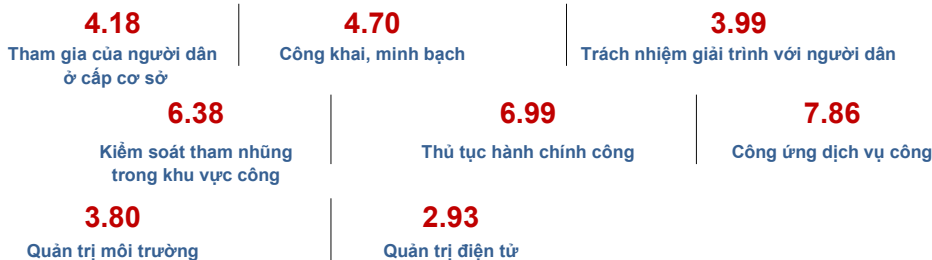 4.18 4.70 3.99
Tham gia của người dân Công khai, minh bạch Trách nhiệm giải trình với người dân
ở cấp cơ sở
6.38 6.99 7.86
Kiểm soát tham nhũng Thủ tục hành chính công Công ứng dịch vụ công
trong khu vực công
3.80 2.93
Quản trị môi trường Quản trị điện tử